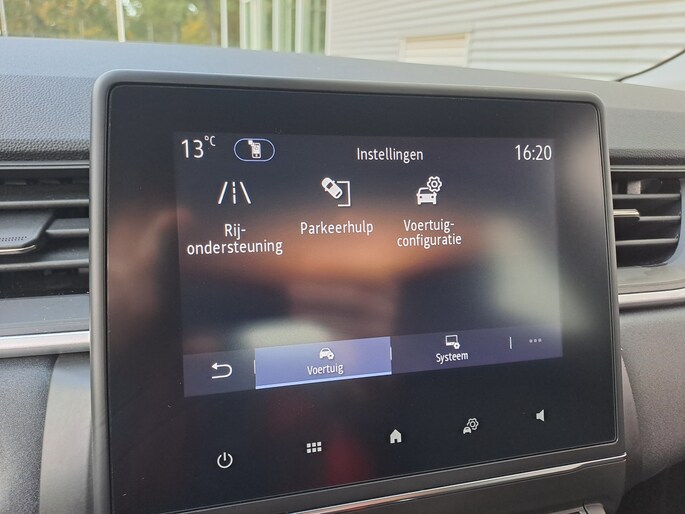 13°C
Instellingen
16:20
Rij-
ondersteuning
Parkeerhulp
Voertuig-
configuratie
Voertuig
Systeem